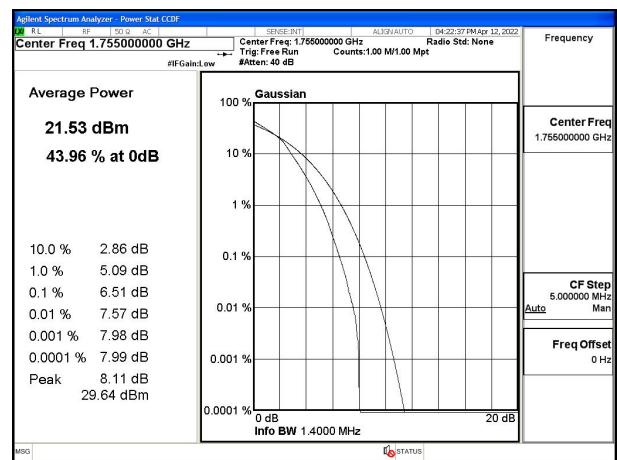 Agilent Spectrum Analyzer - Power Stat CCDF
RL RF 50 Ω AC SENSE:INT ALIGN AUTO 04:22:37 PM Apr 12, 2022
Center Freq 1.755000000 GHz
Center Freq: 1.755000000 GHz Radio Std: None
Trig: Free Run Counts:1.00 M/1.00 Mpt
#IFGain:Low #Atten: 40 dB
Frequency
Average Power
21.53 dBm
43.96 % at 0dB
10.0 % 2.86 dB
1.0 % 5.09 dB
0.1 % 6.51 dB
0.01 % 7.57 dB
0.001 % 7.98 dB
0.0001 % 7.99 dB
Peak 8.11 dB
29.64 dBm
Gaussian
100 %
10 %
1 %
0.1 %
0.01 %
0.001 %
0.0001 %
0 dB 20 dB
Info BW 1.4000 MHz
Center Freq
1.755000000 GHz
CF Step
5.000000 MHz
Auto Man
Freq Offset
0 Hz
MSG STATUS